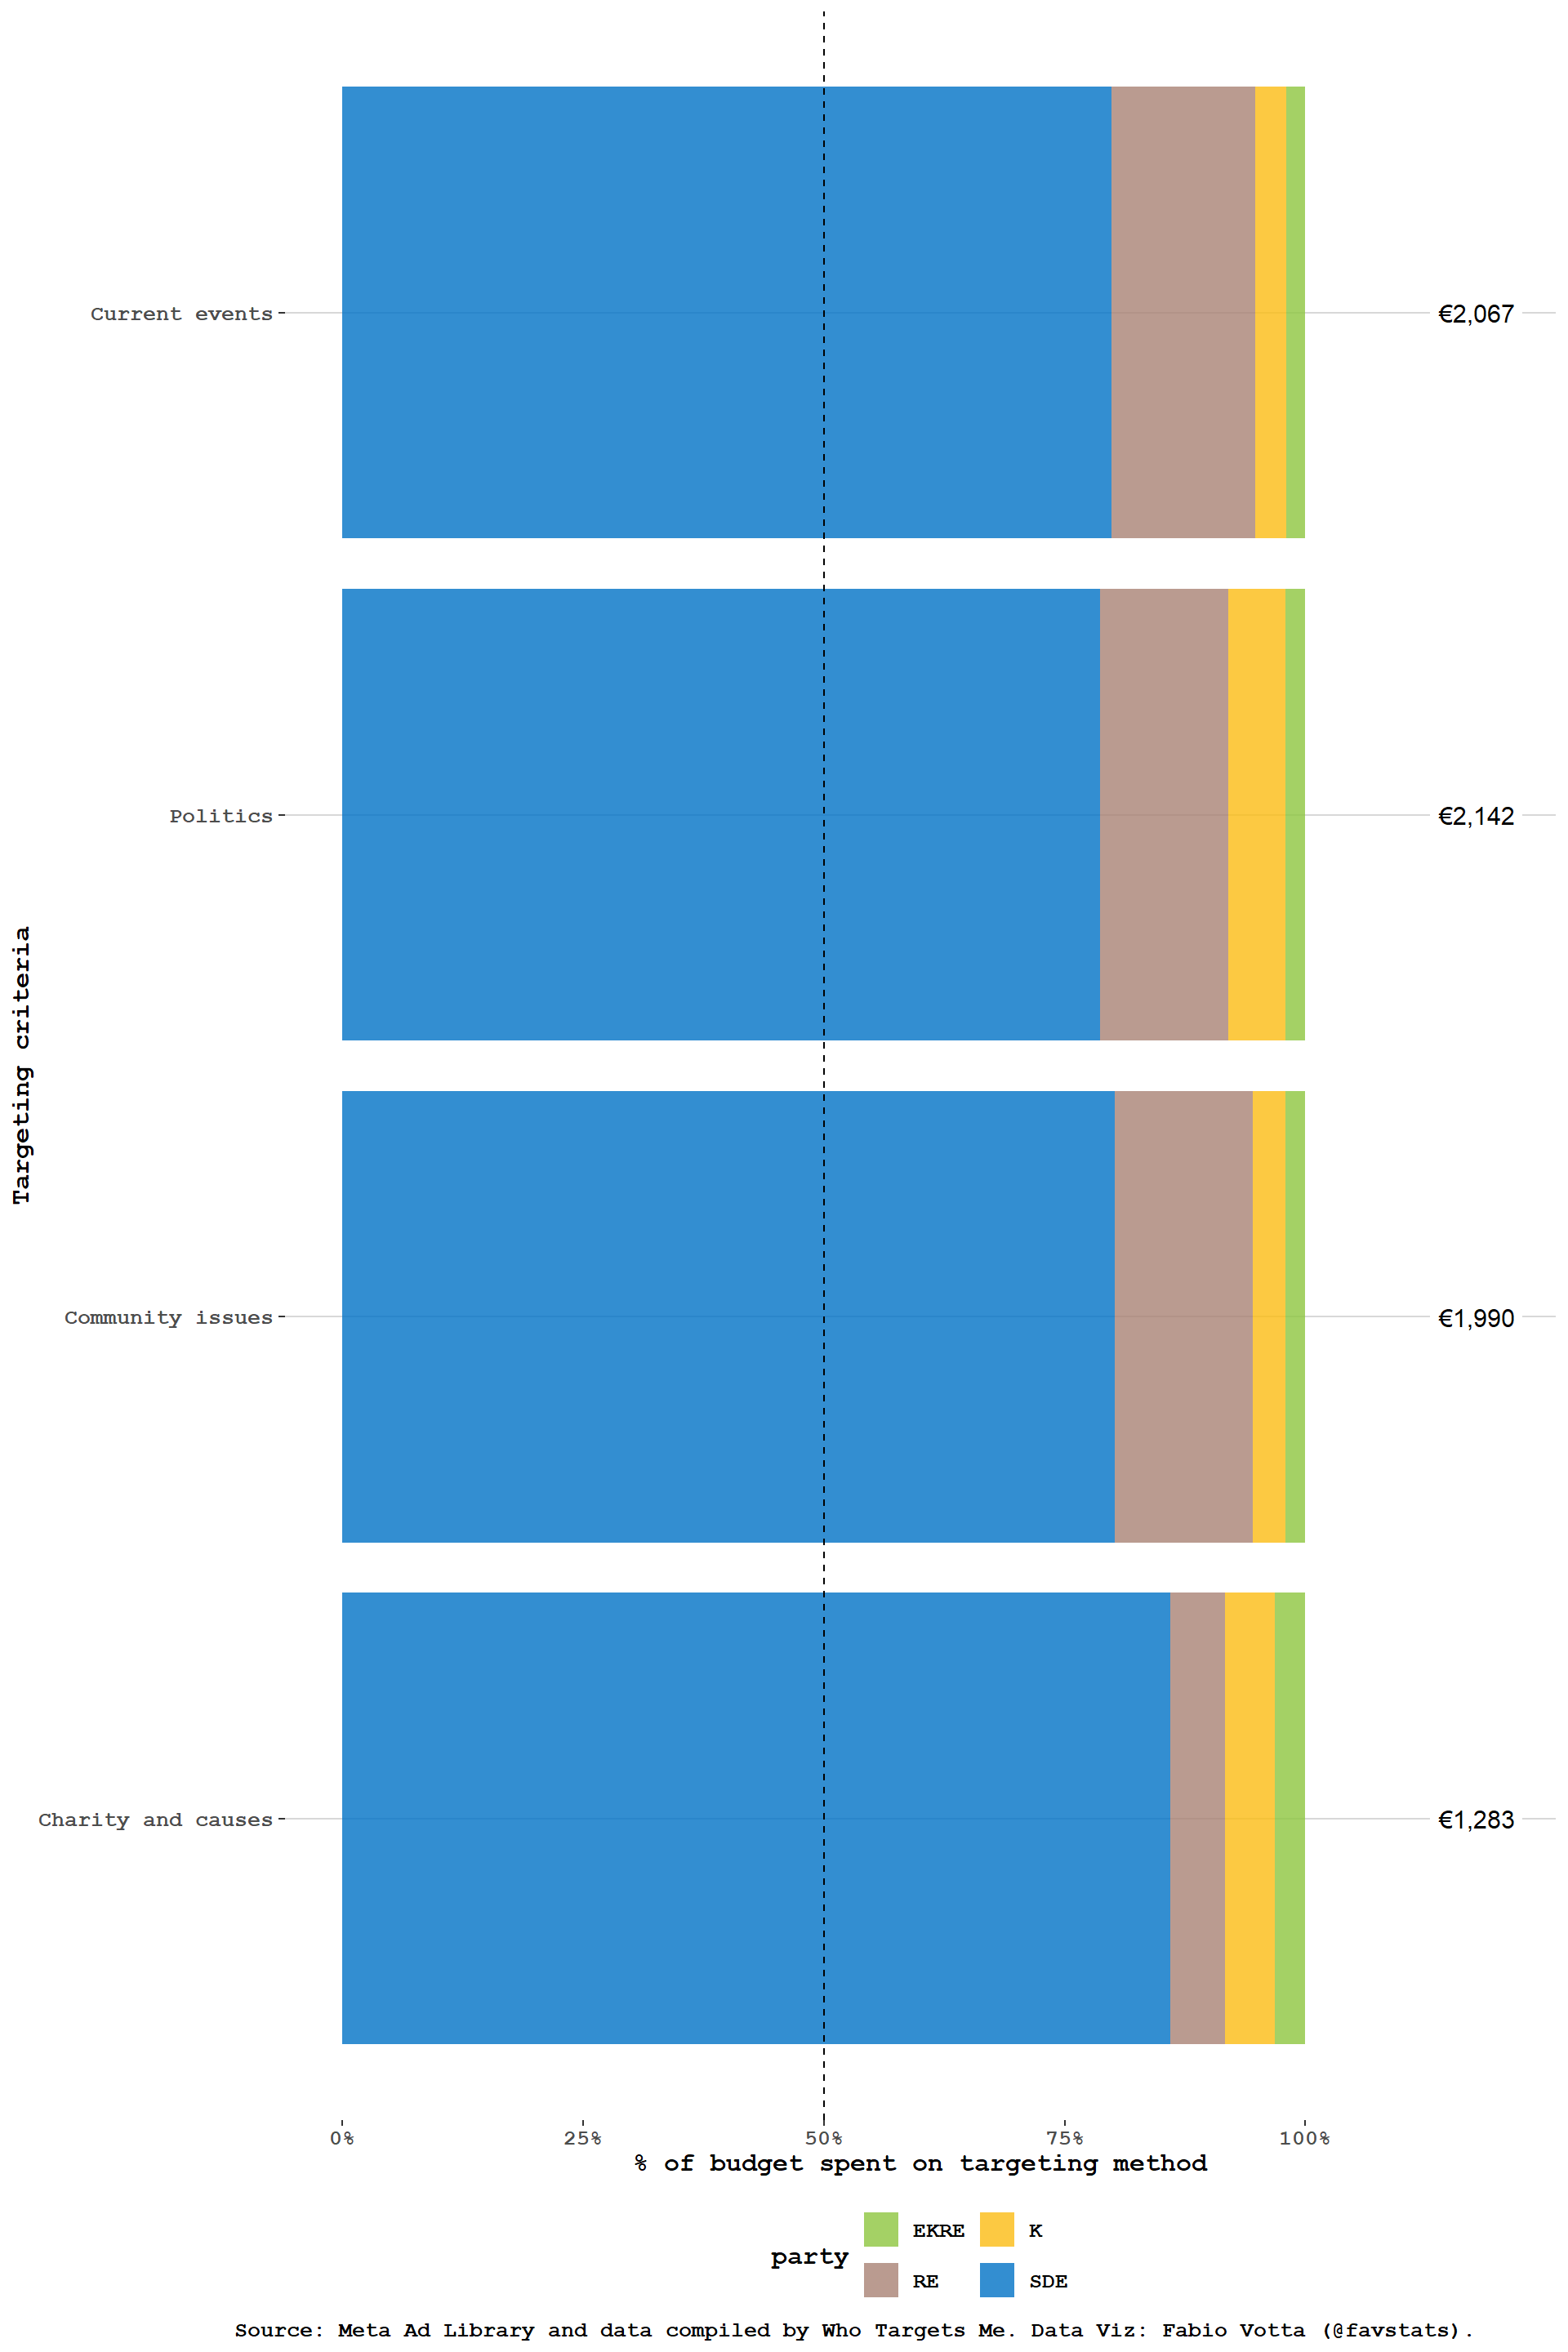 Current events
€2,067
Politics
€2,142
Targeting criteria
Community issues
€1,990
Charity and causes
€1,283
0% 25% 50% 75% 100%
% of budget spent on targeting method
party
EKRE K
RE SDE
Source: Meta Ad Library and data compiled by Who Targets Me. Data Viz: Fabio Votta (@favstats).